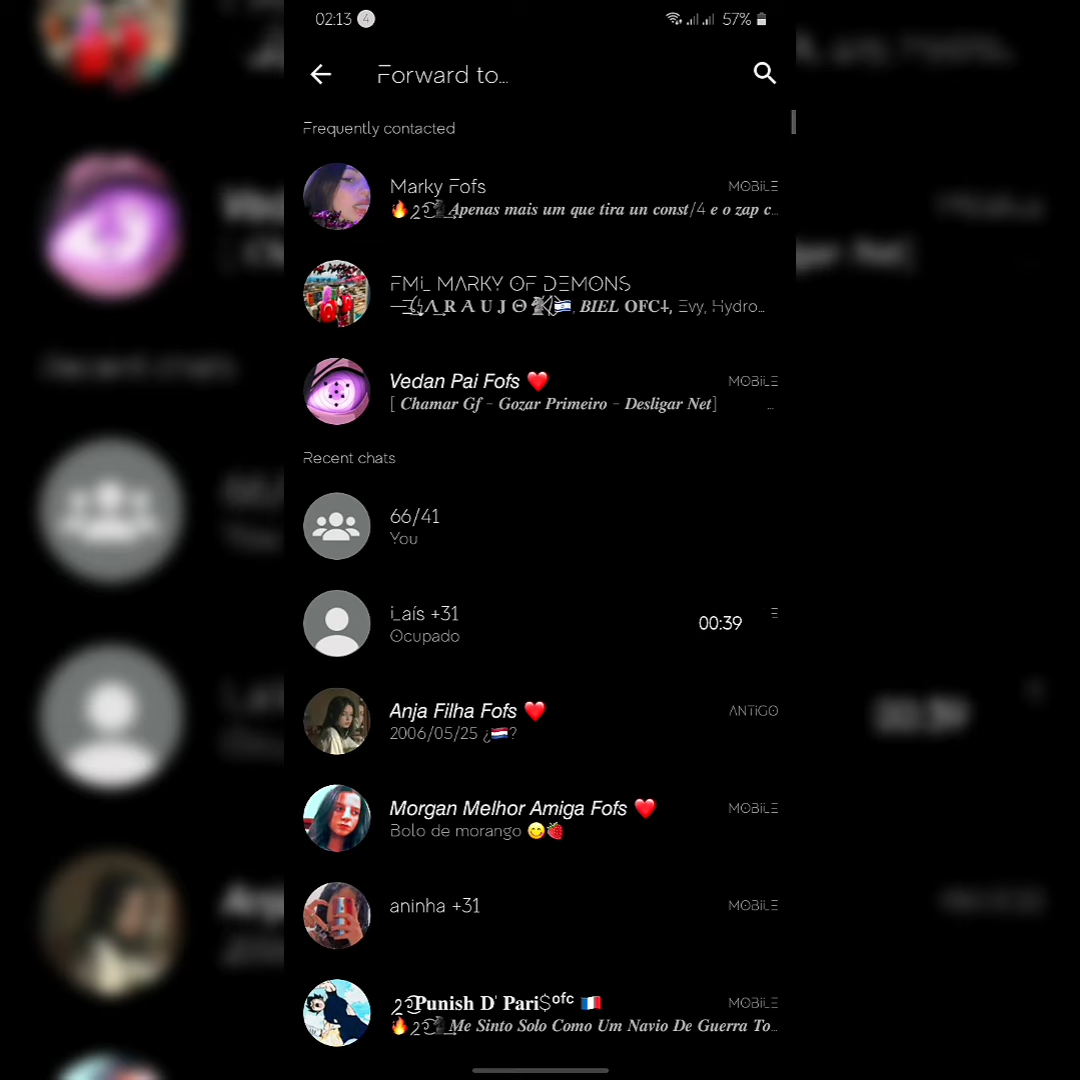 02:13 4 57%
Forward to...
Frequently contacted
Marky Fofs MOBILE
🔥 Apenas mais um que tira un const/4 e o zap c...
FML MARKY OF DEMONS
ARAUJO 🇮🇱, BIEL OFC, Evy, Hydro...
Vedan Pai Fofs ❤️ MOBILE
[ Chamar Gf - Gozar Primeiro - Desligar Net] ...
Recent chats
66/41
You
Laís +31
Ocupado
00:39
Anja Filha Fofs ❤️ ANTIGO
2006/05/25 ¿🇭🇷?
Morgan Melhor Amiga Fofs ❤️ MOBILE
Bolo de morango 😋🍓
aninha +31 MOBILE
Punish D' Pari$ofc 🇫🇷 MOBILE
🔥 Me Sinto Solo Como Um Navio De Guerra To...